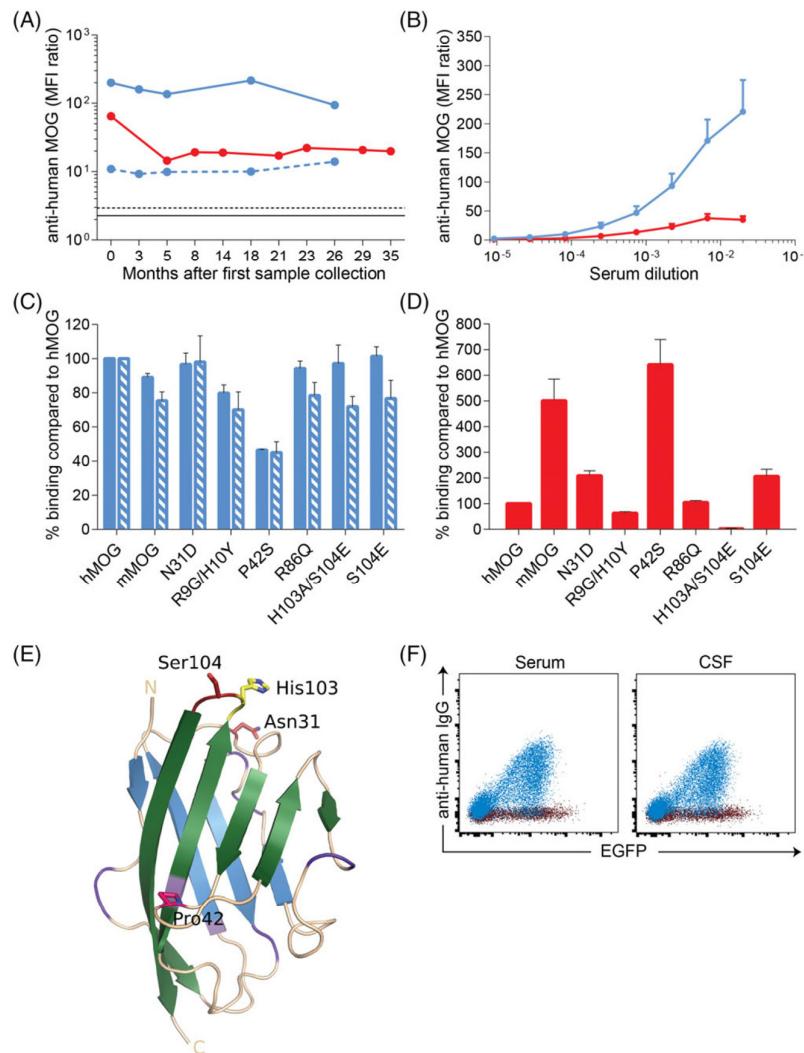 (A)
anti-human MOG (MFI ratio)
10³
10²
10¹
10⁰
0 3 5 8 14 18 21 23 26 29 35
Months after first sample collection
(B)
anti-human MOG (MFI ratio)
350
300
250
200
150
100
50
0
10⁻⁵ 10⁻⁴ 10⁻³ 10⁻² 10⁻
Serum dilution
(C)
% binding compared to hMOG
120
100
80
60
40
20
0
hMOG mMOG N31D R9G/H10Y P42S R86Q H103A/S104E S104E
(D)
% binding compared to hMOG
800
700
600
500
400
300
200
100
0
hMOG mMOG N31D R9G/H10Y P42S R86Q H103A/S104E S104E
(E)
Ser104
His103
N
Asn31
Pro42
C
(F)
Serum CSF
anti-human IgG
EGFP